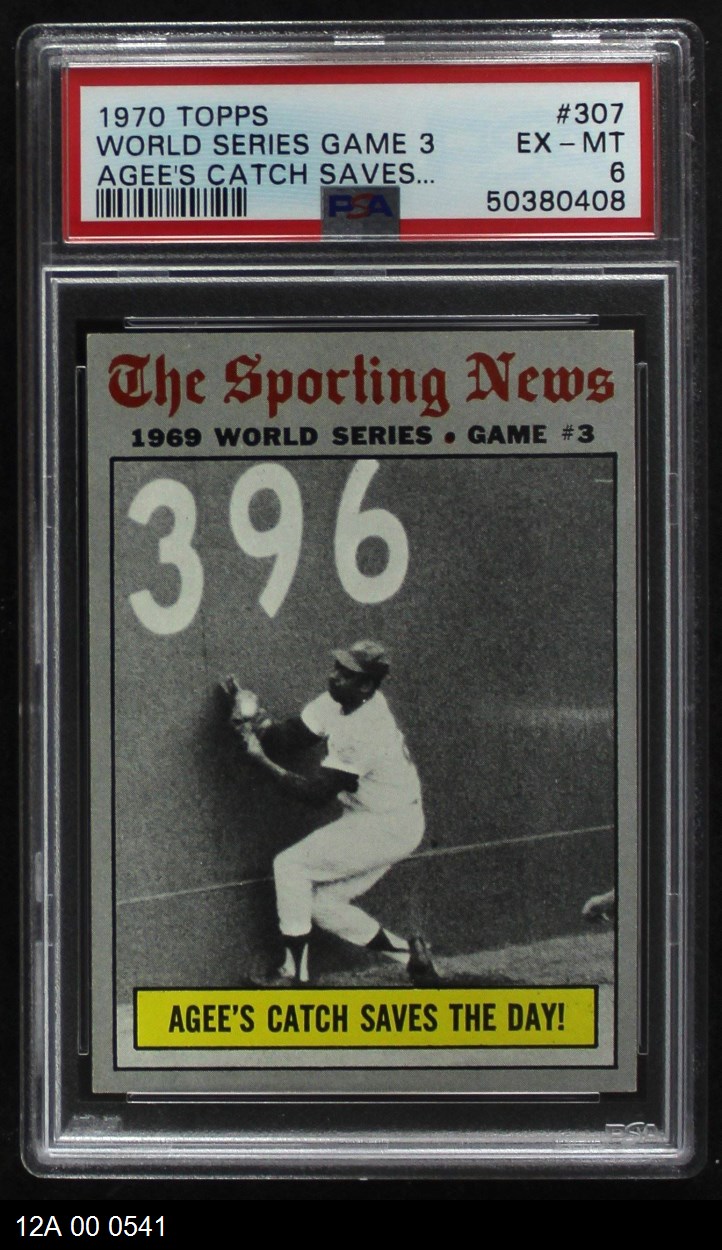 1970 TOPPS #307
WORLD SERIES GAME 3 EX - MT
AGEE'S CATCH SAVES... 6
PSA 50380408
The Sporting News
1969 WORLD SERIES • GAME #3
396
AGEE'S CATCH SAVES THE DAY!
PSA
12A 00 0541